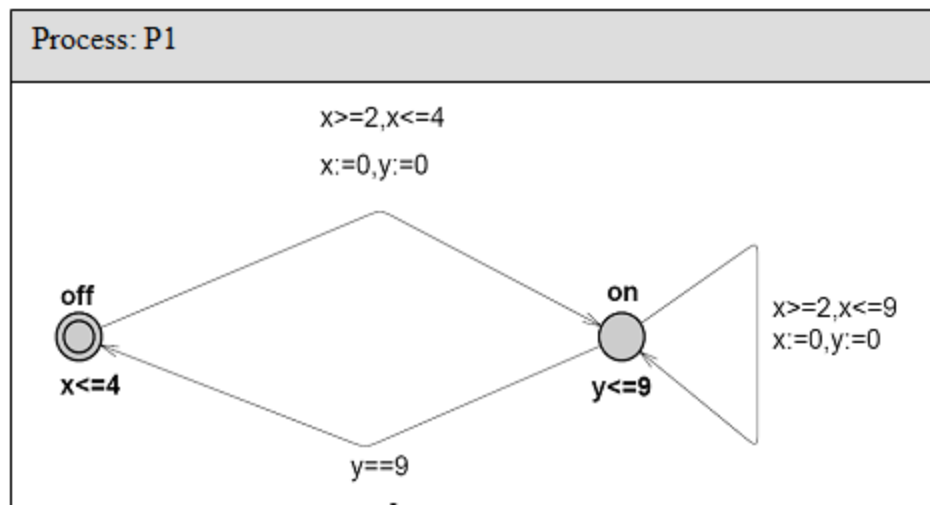 Process: P1
x>=2,x<=4
x:=0,y:=0
off
on
x>=2,x<=9
x:=0,y:=0
x<=4
y<=9
y==9